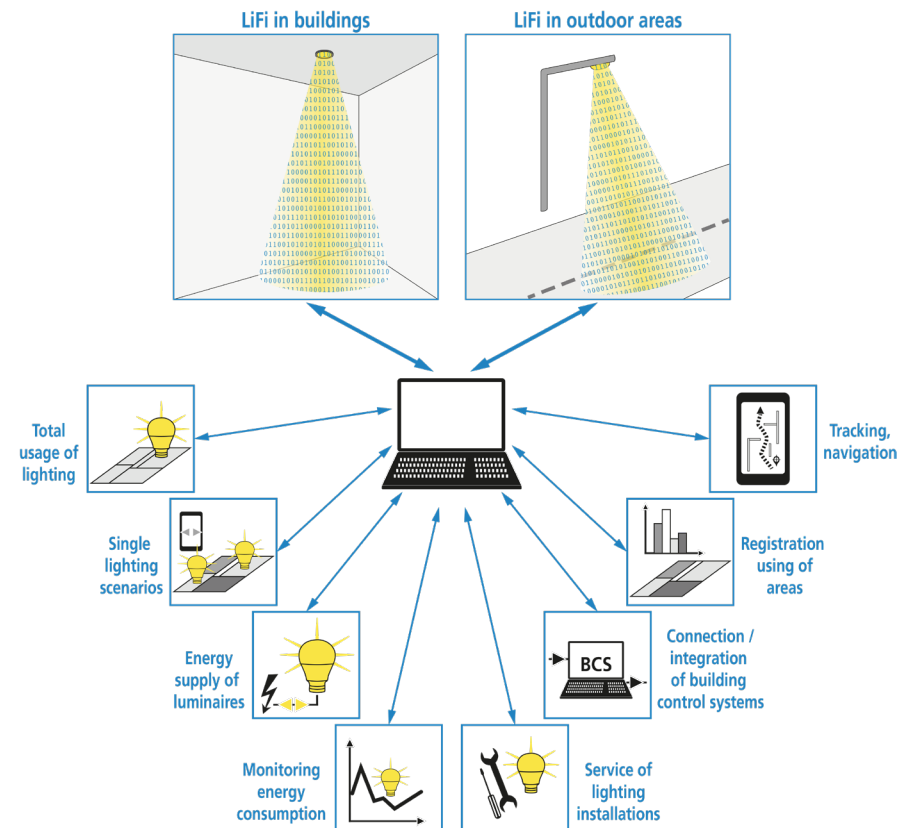 LiFi in buildings
LiFi in outdoor areas
Total
usage of
lighting
Tracking,
navigation
Single
lighting
scenarios
Registration
using of
areas
Energy
supply of
luminaires
BCS
Connection /
integration
of building
control systems
Monitoring
energy
consumption
Service of
lighting
installations